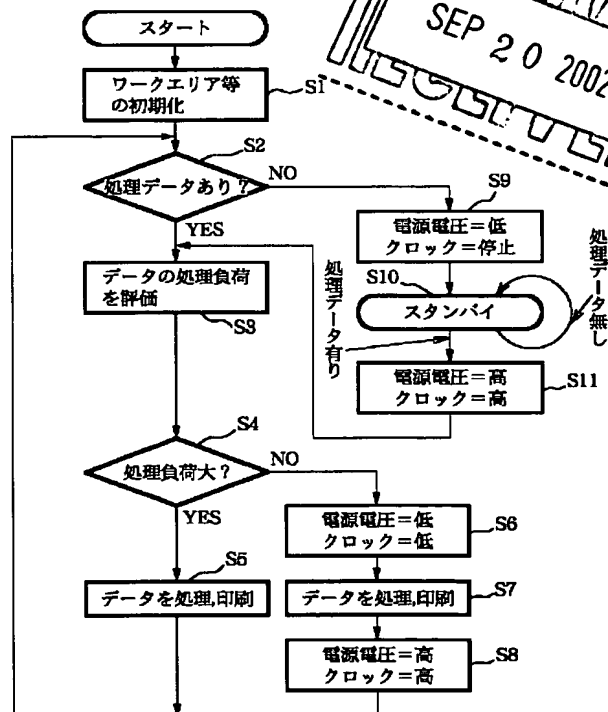 スタート
ワークエリア等
の初期化
S1
SEP 20 2002
S2
処理データあり?
NO
YES
S9
電源電圧=低
クロック=停止
S10
スタンバイ
処理データ無し
処理データ有り
電源電圧=高
クロック=高
S11
データの処理負荷
を評価
S3
S4
処理負荷大?
NO
YES
電源電圧=低
クロック=低
S6
S5
データを処理,印刷
データを処理,印刷
S7
電源電圧=高
クロック=高
S8